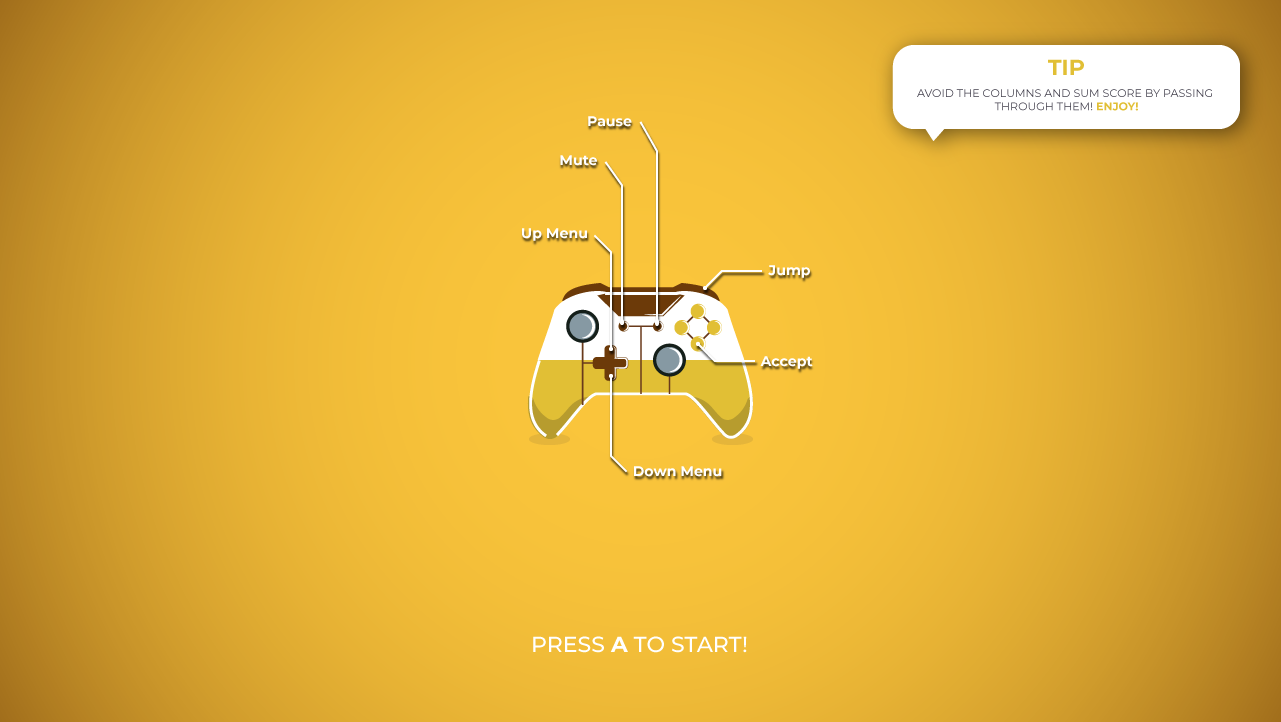 TIP
AVOID THE COLUMNS AND SUM SCORE BY PASSING
THROUGH THEM! ENJOY!
Pause
Mute
Up Menu
Jump
Accept
Down Menu
PRESS A TO START!